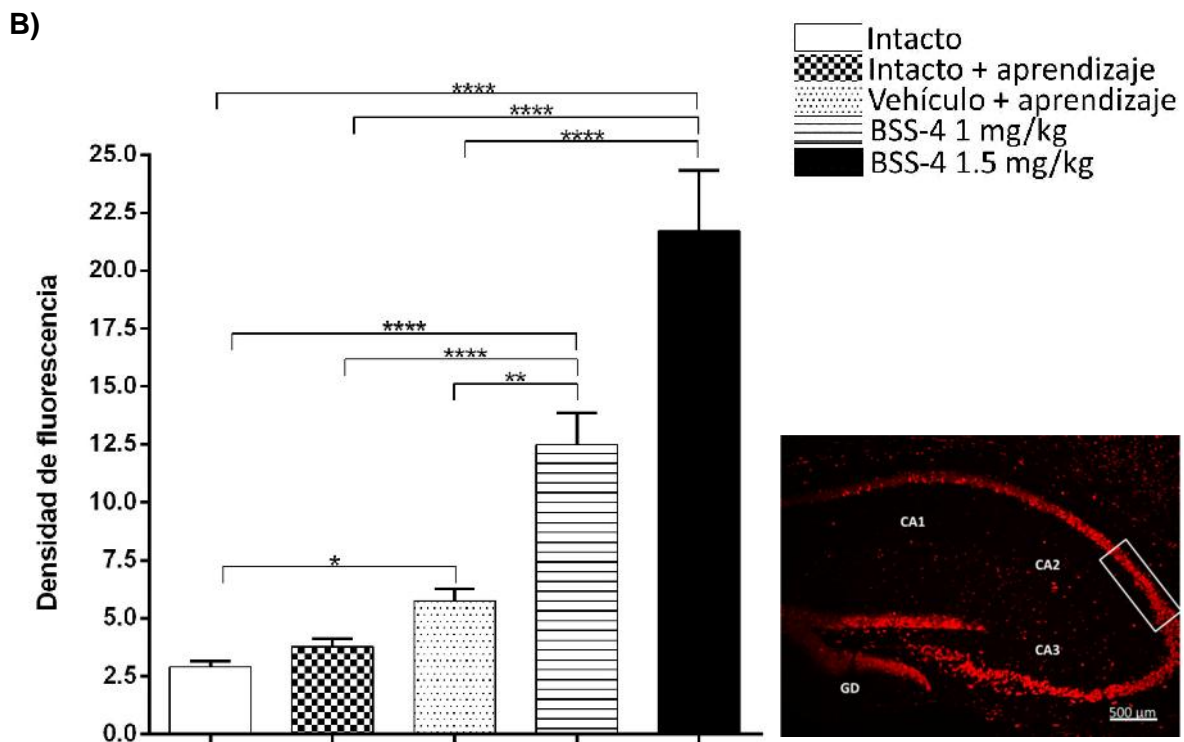 B)
Intacto
Intacto + aprendizaje
Vehículo + aprendizaje
BSS-4 1 mg/kg
BSS-4 1.5 mg/kg
****
****
****
****
****
**
*
25.0
22.5
20.0
17.5
15.0
12.5
10.0
7.5
5.0
2.5
0.0
Densidad de fluorescencia
CA1
CA2
CA3
GD
500 µm